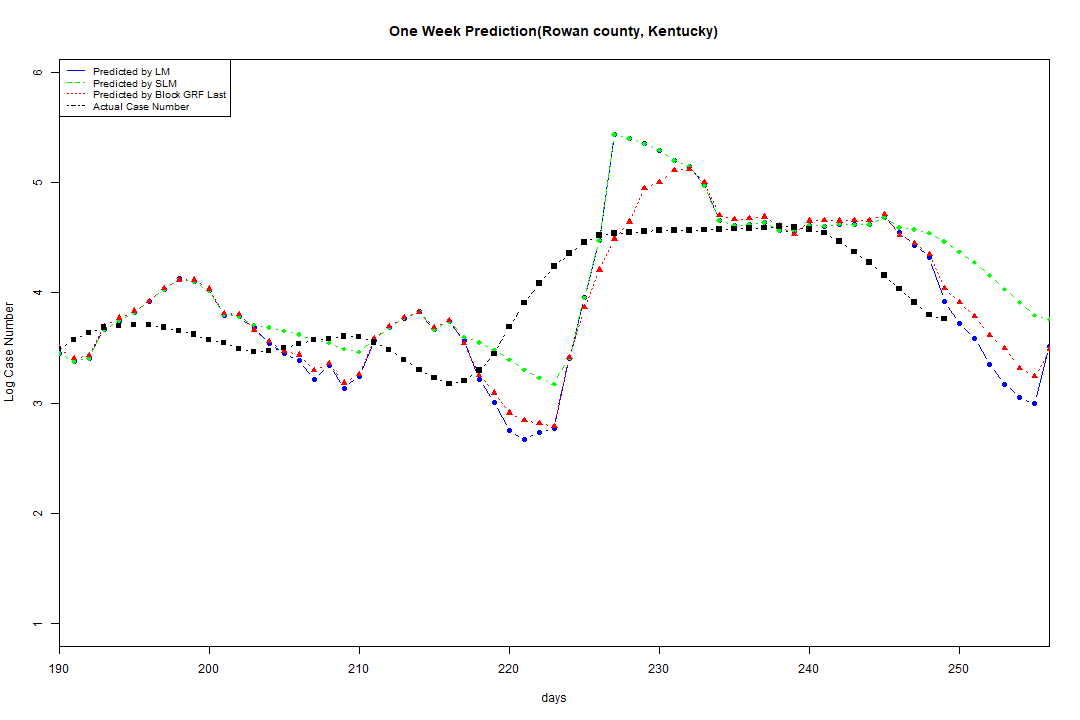 One Week Prediction(Rowan county, Kentucky)
Predicted by LM
Predicted by SLM
Predicted by Block GRF Last
Actual Case Number
6
5
4
3
2
1
Log Case Number
190 200 210 220 230 240 250
days